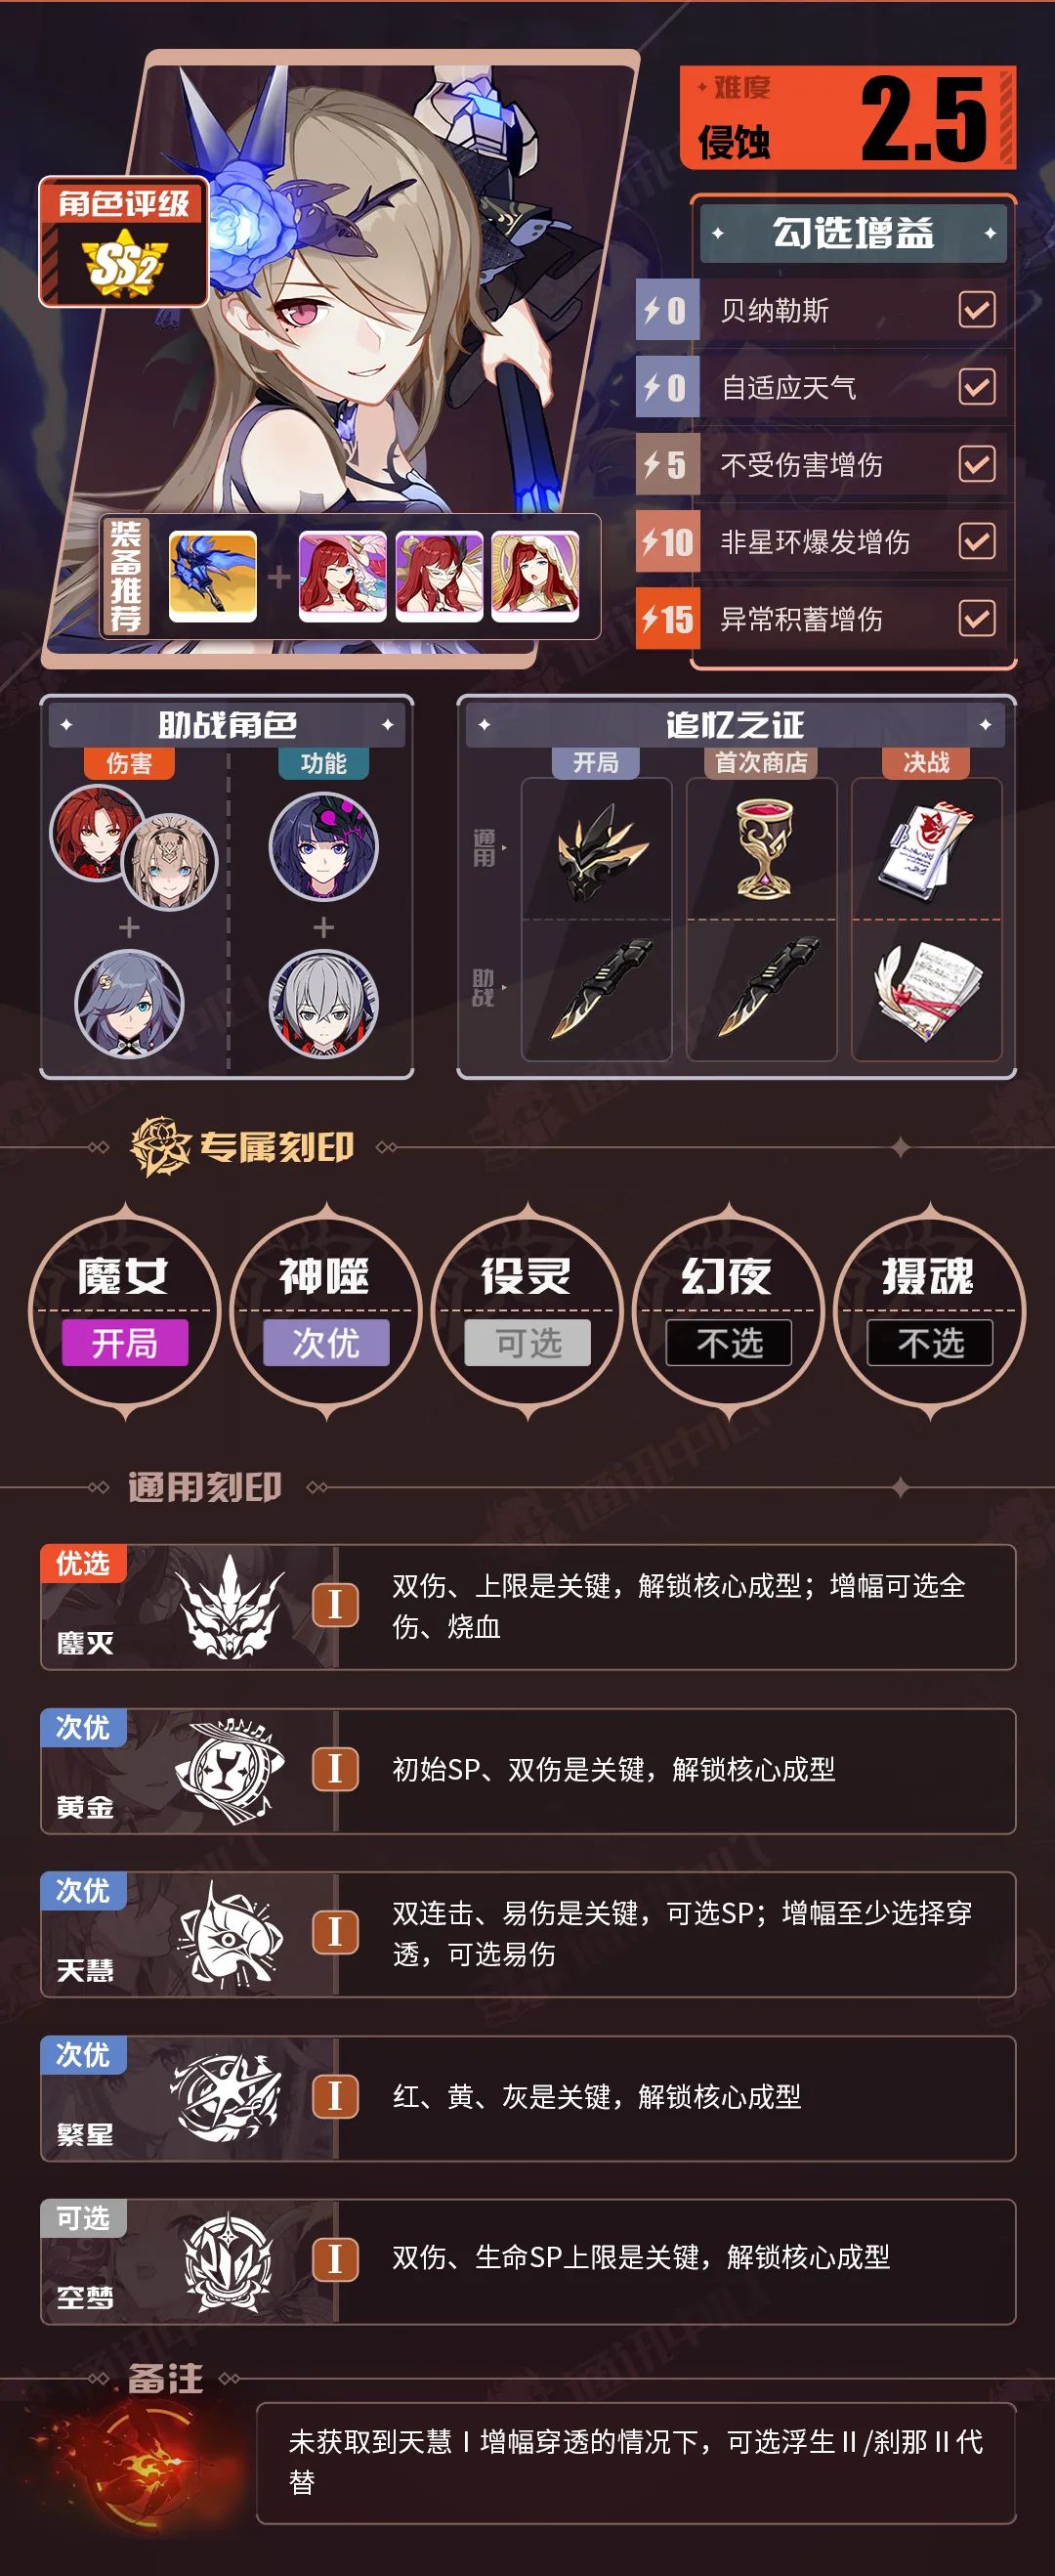 难度
侵蚀 2.5
角色评级
SS2
勾选增益
0 贝纳勒斯
0 自适应天气
5 不受伤害增伤
10 非星环爆发增伤
15 异常积蓄增伤
装备推荐
助战角色
伤害 功能
追忆之证
开局 首次商店 决战
通用
助战
专属刻印
魔女 神噬 役灵 幻夜 摄魂
开局 次优 可选 不选 不选
通用刻印
优选
鏖灭
I
双伤、上限是关键，解锁核心成型；增幅可选全
伤、烧血
次优
黄金
I
初始SP、双伤是关键，解锁核心成型
次优
天慧
I
双连击、易伤是关键，可选SP；增幅至少选择穿
透，可选易伤
次优
繁星
I
红、黄、灰是关键，解锁核心成型
可选
空梦
I
双伤、生命SP上限是关键，解锁核心成型
备注
未获取到天慧Ⅰ增幅穿透的情况下，可选浮生Ⅱ/刹那Ⅱ代
替